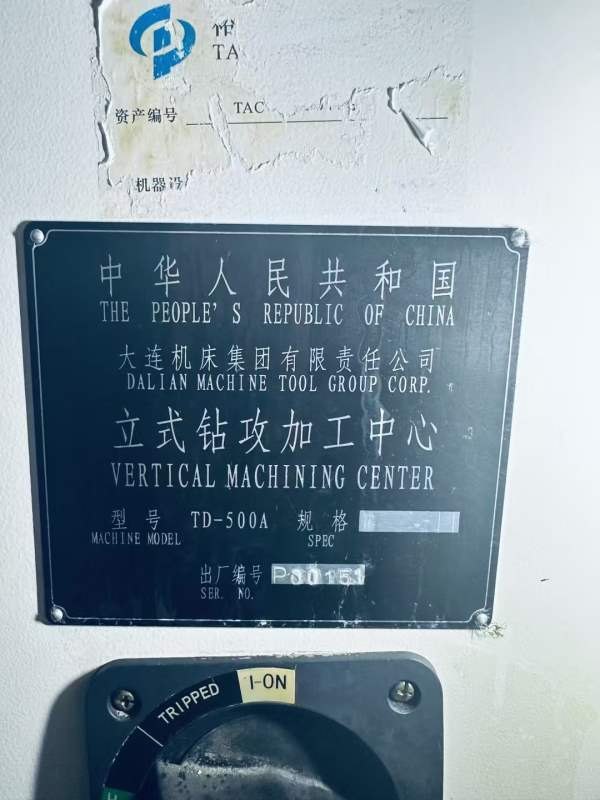 TA
资产编号 TAC
机器设
中华人民共和国
THE PEOPLE'S REPUBLIC OF CHINA
大连机床集团有限责任公司
DALIAN MACHINE TOOL GROUP CORP.
立式钻攻加工中心
VERTICAL MACHINING CENTER
型号 TD-500A 规格
MACHINE MODEL SPEC
出厂编号 P30151
SER. NO.
TRIPPED I-ON